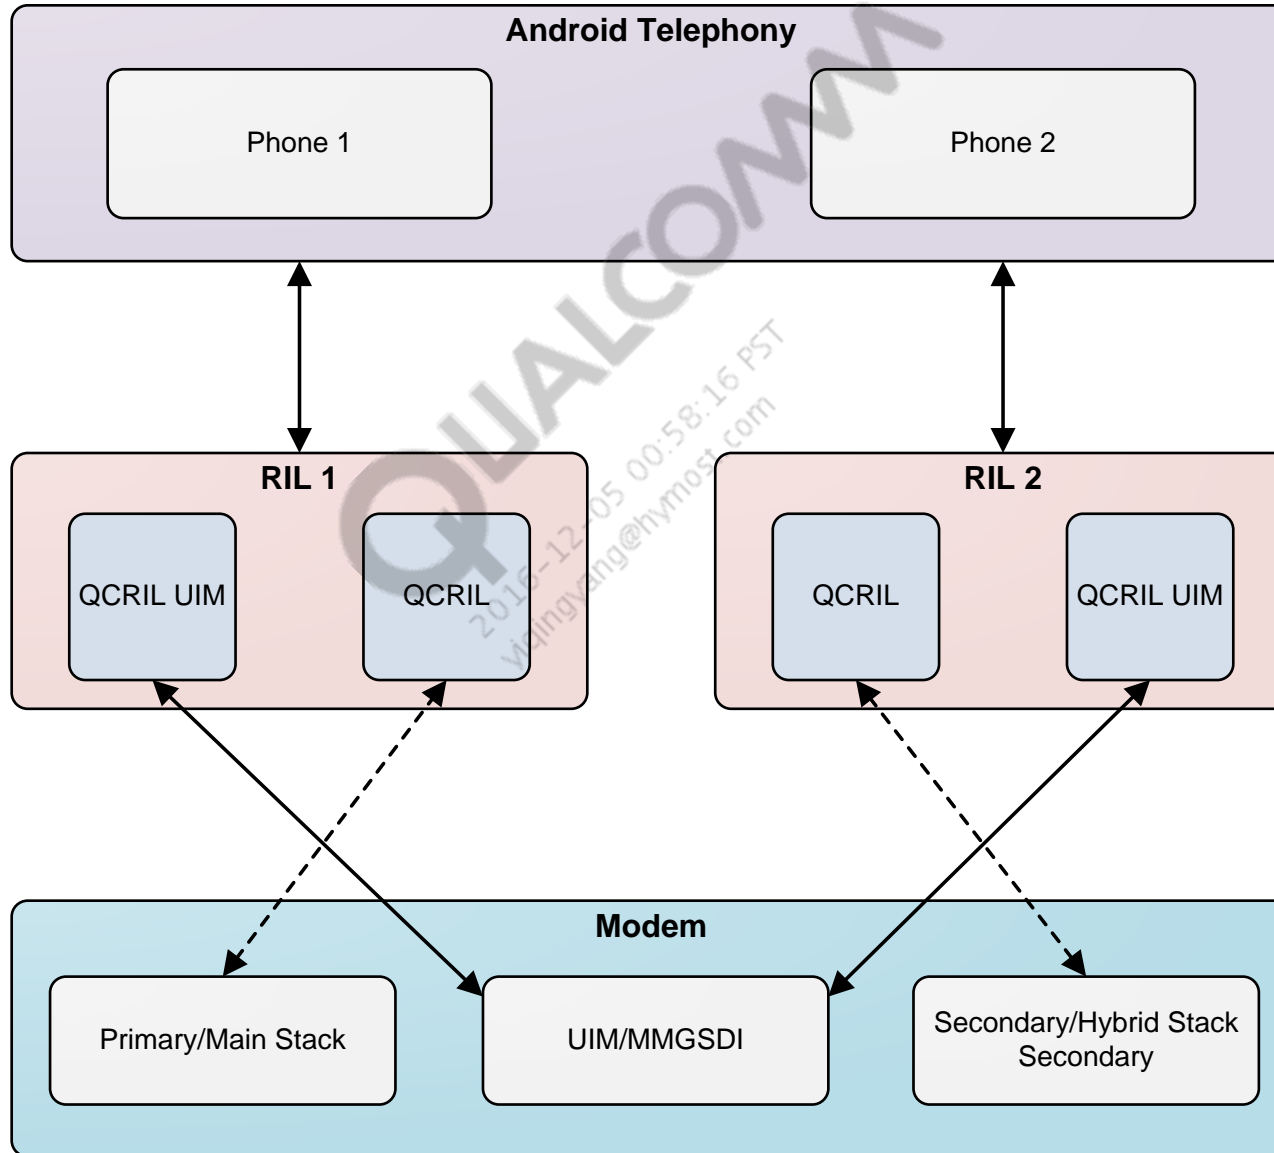 Android Telephony
Phone 1
Phone 2
QUALCOMM
2016-12-05 00:58:16 PST
yiqingyang@hymost.com
RIL 1
RIL 2
QCRIL UIM
QCRIL
QCRIL
QCRIL UIM
Modem
Primary/Main Stack
UIM/MMGSDI
Secondary/Hybrid Stack
Secondary